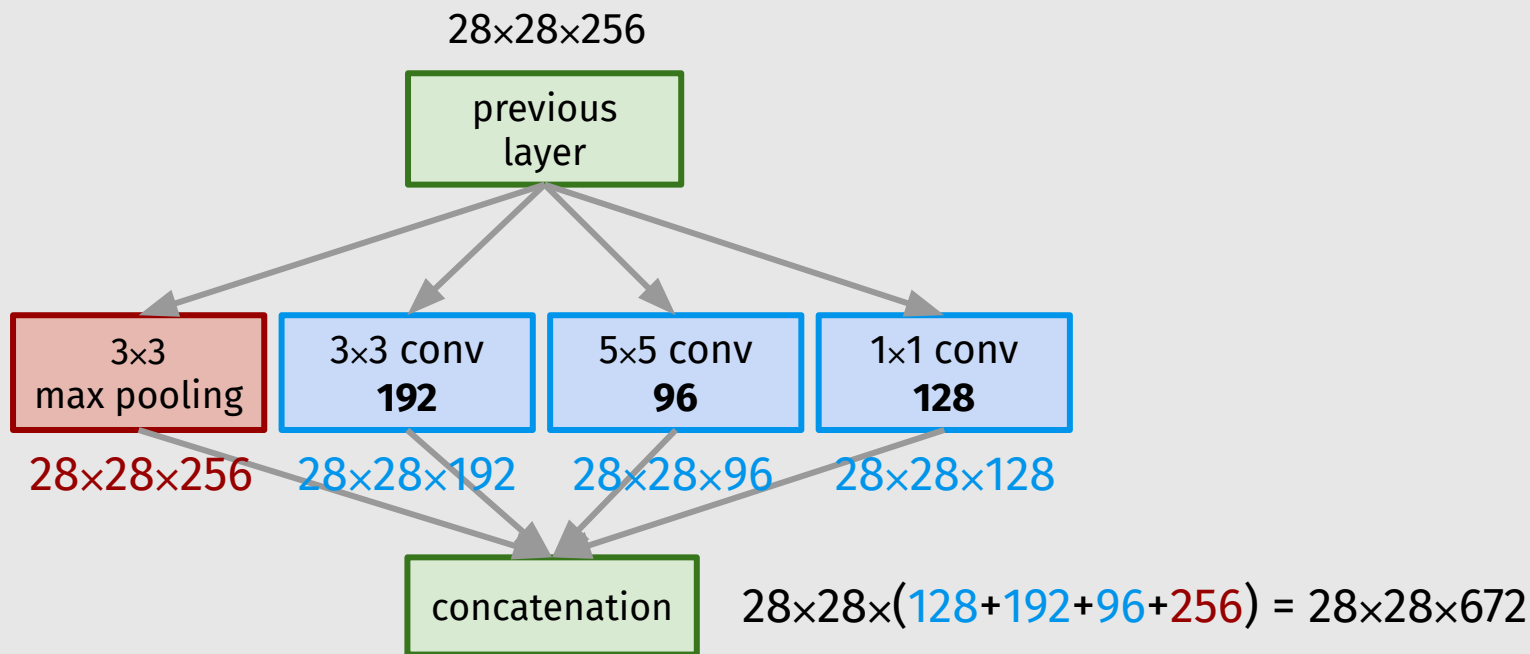 28×28×256
previous
layer
3×3
max pooling
3×3 conv
192
5×5 conv
96
1×1 conv
128
28×28×256
28×28×192
28×28×96
28×28×128
concatenation
28×28×(128+192+96+256) = 28×28×672